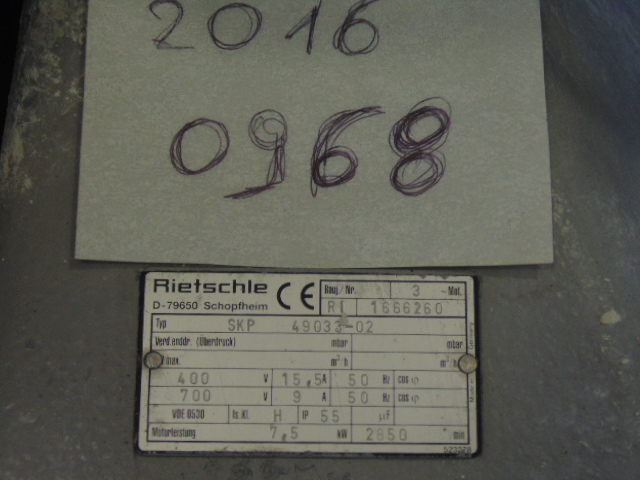 2016
0968
Rietschle CE Bauj. Nr. 3 ~Mot.
D-79650 Schopfheim RI 1666260
Typ SKP 49033-02
Verd.enddr. (Überdruck) mbar mbar
V max. m³/h m³/h
400 V 15,5 A 50 Hz cos φ
700 V 9 A 50 Hz cos φ
VDE 0530 Is. Kl. H IP 55 µF
Motorleistung 7,5 kW 2850 min